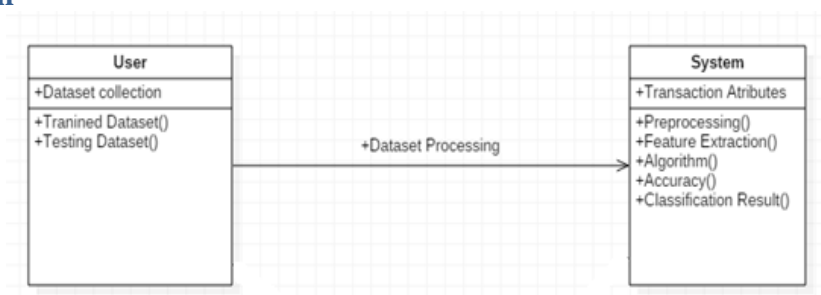 User
+Dataset collection
+Tranined Dataset()
+Testing Dataset()
+Dataset Processing
System
+Transaction Atributes
+Preprocessing()
+Feature Extraction()
+Algorithm()
+Accuracy()
+Classification Result()